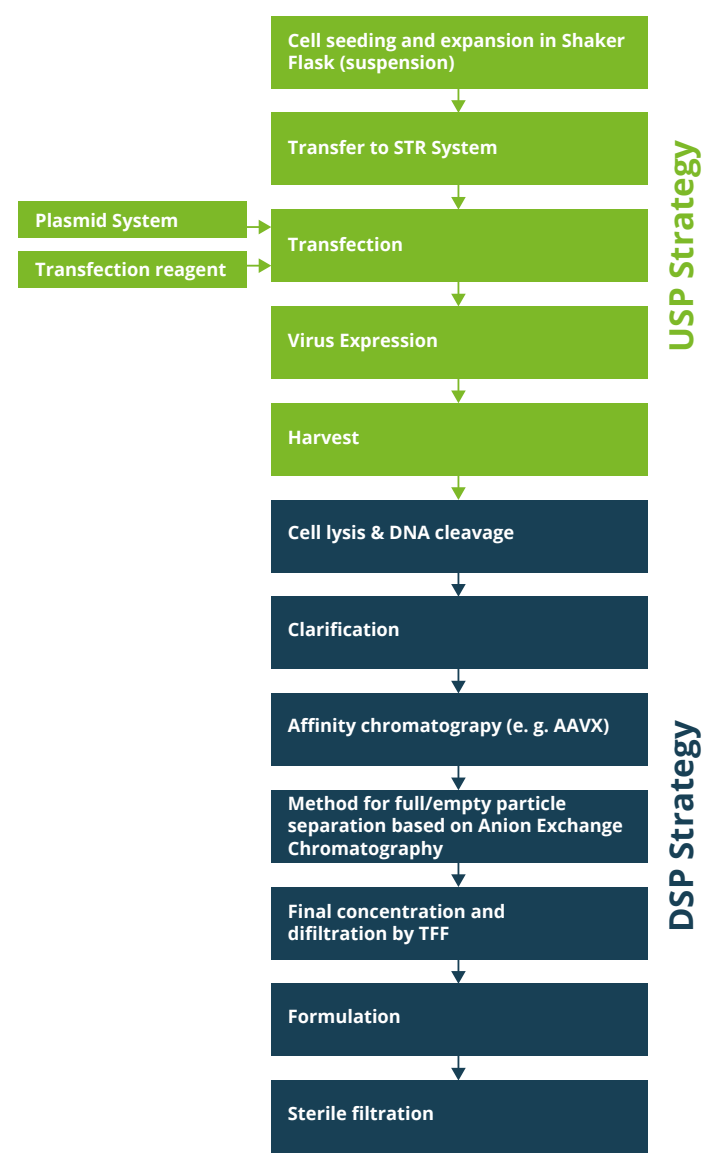 Cell seeding and expansion in Shaker
Flask (suspension)
Transfer to STR System
Plasmid System
Transfection reagent
Transfection
Virus Expression
Harvest
USP Strategy
Cell lysis & DNA cleavage
Clarification
Affinity chromatograpy (e. g. AAVX)
Method for full/empty particle
separation based on Anion Exchange
Chromatography
Final concentration and
difiltration by TFF
Formulation
Sterile filtration
DSP Strategy